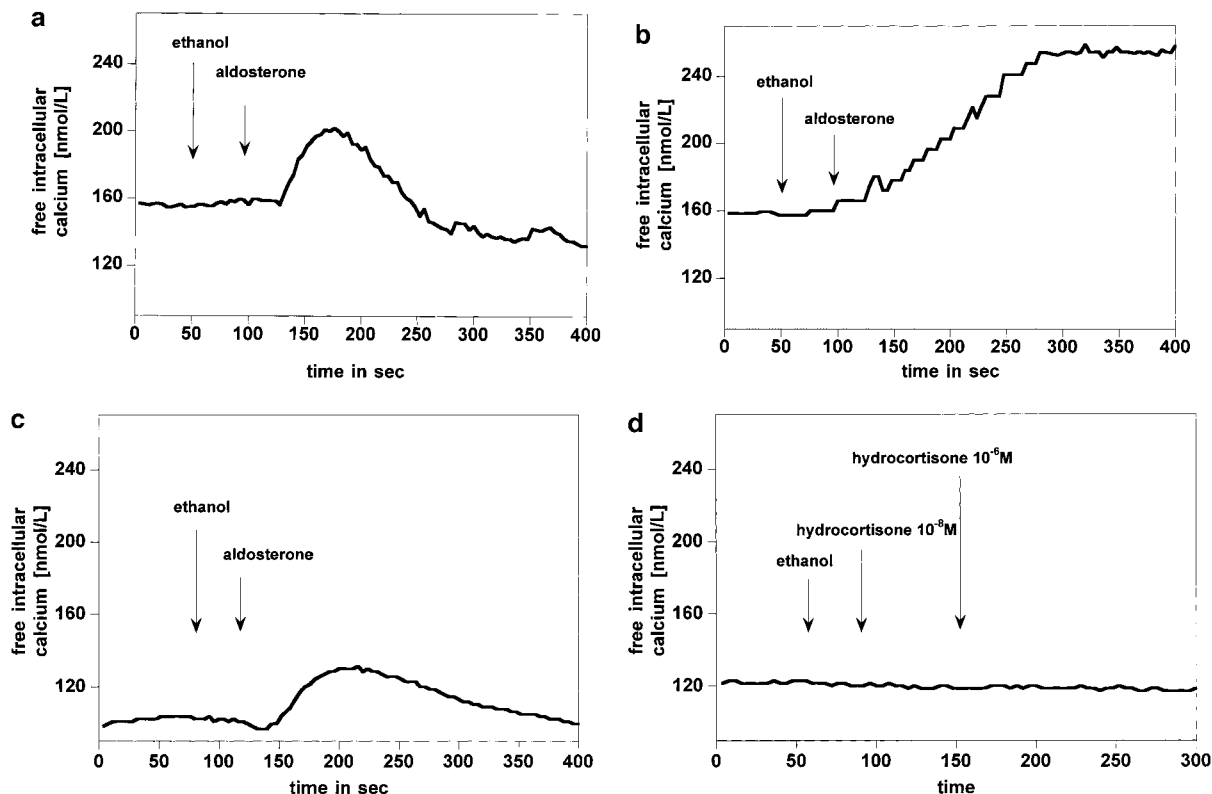 a
free intracellular
calcium [nmol/L]
240
200
160
120
ethanol
aldosterone
0 50 100 150 200 250 300 350 400
time in sec
b
free intracellular
calcium [nmol/L]
240
200
160
120
ethanol
aldosterone
0 50 100 150 200 250 300 350 400
time in sec
c
free intracellular
calcium [nmol/L]
240
200
160
120
ethanol
aldosterone
0 50 100 150 200 250 300 350 400
time in sec
d
free intracellular
calcium [nmol/L]
240
200
160
120
hydrocortisone 10⁻⁶M
hydrocortisone 10⁻⁸M
ethanol
0 50 100 150 200 250 300
time